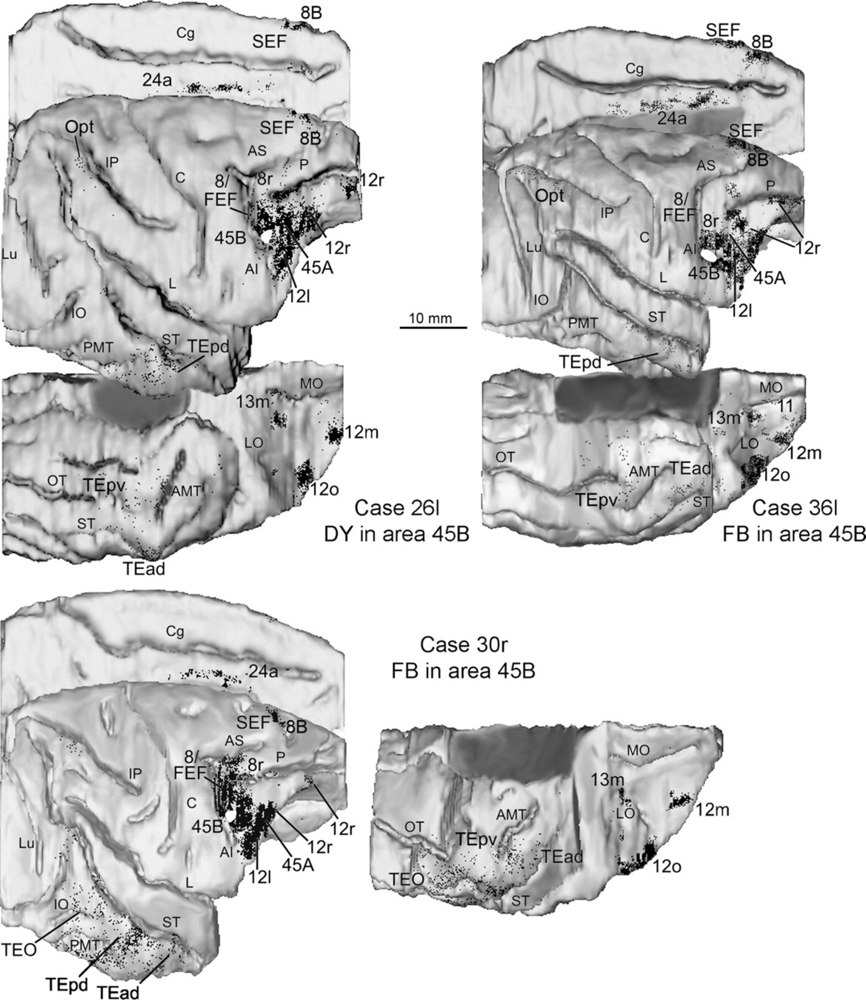 8B
Cg
SEF
24a
Opt
SEF
8B
IP
AS
P
C
8/
FEF
8r
12r
45B
12r
Lu
AI
45A
L
12l
IO
PMT
ST
TEpd
MO
13m
12m
LO
OT
TEpv
AMT
12o
ST
TEad
Case 26l
DY in area 45B
SEF
8B
Cg
24a
SEF
8B
AS
Opt
P
IP
8/
FEF
8r
C
Lu
AI
12r
45B
45A
L
IO
12l
ST
PMT
TEpd
10 mm
MO
11
13m
LO
12m
OT
AMT
TEad
12o
TEpv
ST
Case 36l
FB in area 45B
Cg
24a
SEF
8B
AS
8/
FEF
8r
P
IP
C
45B
12r
Lu
AI
12r
45A
12l
L
IO
ST
TEO
PMT
TEpd
TEad
Case 30r
FB in area 45B
MO
13m
12m
LO
AMT
OT
TEpv
TEad
12o
TEO
ST